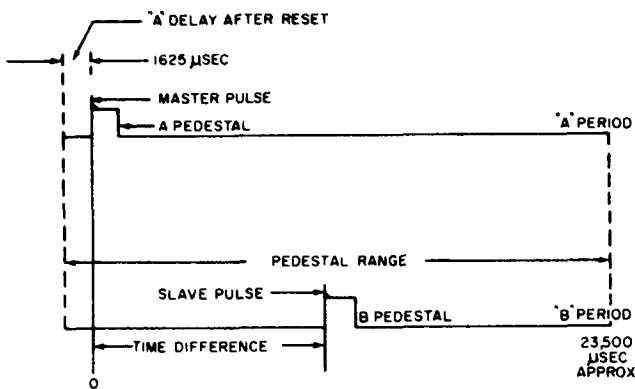 "A" DELAY AFTER RESET
1625 µSEC
MASTER PULSE
A PEDESTAL
"A" PERIOD
PEDESTAL RANGE
SLAVE PULSE
B PEDESTAL
"B" PERIOD
TIME DIFFERENCE
23,500
µSEC
APPROX
0